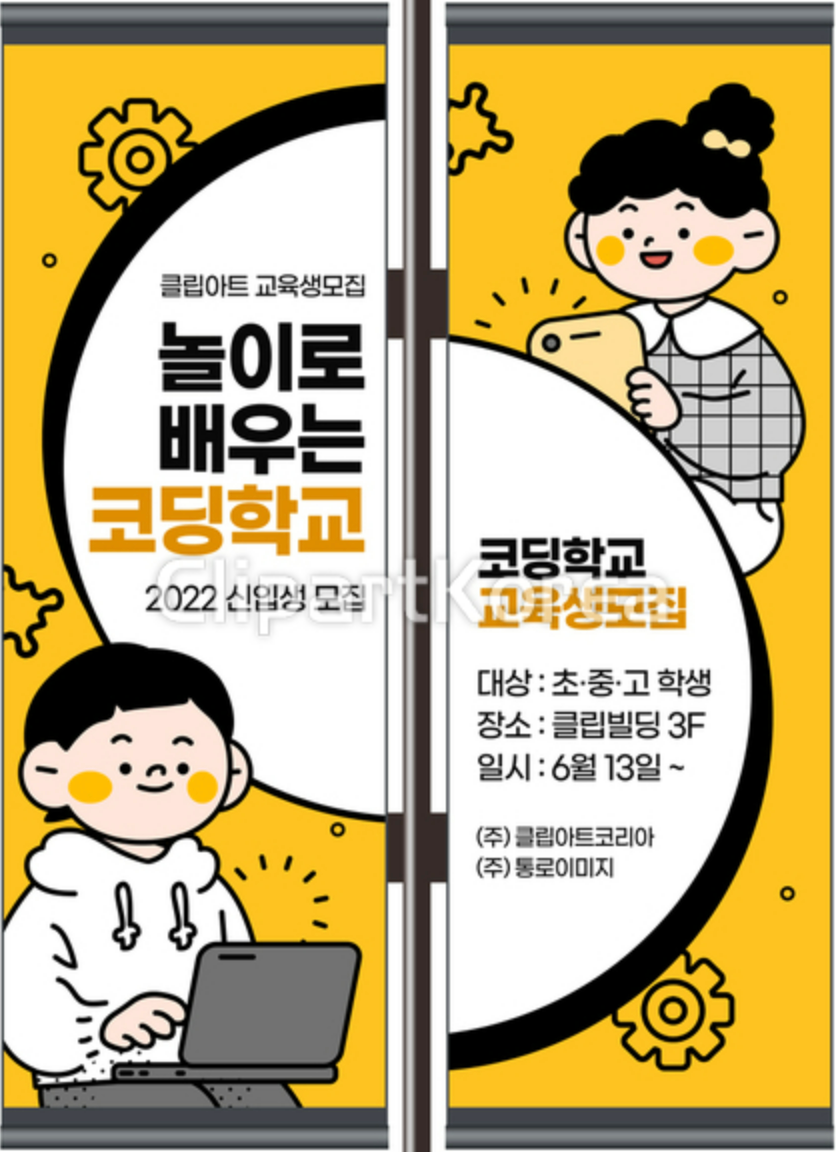 클립아트 교육생모집
놀이로
배우는
코딩학교
2022 신입생 모집
ClipartKorea
코딩학교
교육생모집
대상 : 초·중·고 학생
장소 : 클립빌딩 3F
일시 : 6월 13일 ~
(주) 클립아트코리아
(주) 통로이미지